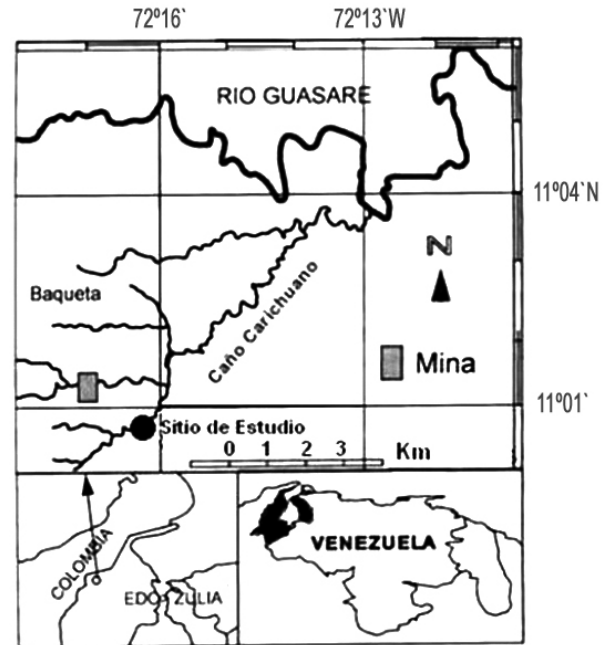 72º16` 72º13`W
RIO GUASARE
11º04`N
N
Baqueta
Caño Carichuano
Mina
11º01`
Sitio de Estudio
0 1 2 3 Km
COLOMBIA
EDO. ZULIA
VENEZUELA